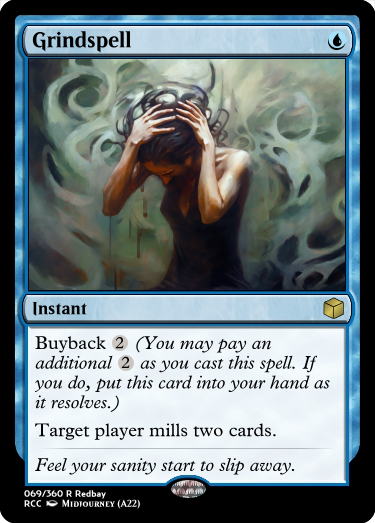 Grindspell
Instant
Buyback 2 (You may pay an
additional 2 as you cast this spell. If
you do, put this card into your hand as
it resolves.)
Target player mills two cards.
Feel your sanity start to slip away.
069/360 R Redbay
RCC MIDJOURNEY (A22)